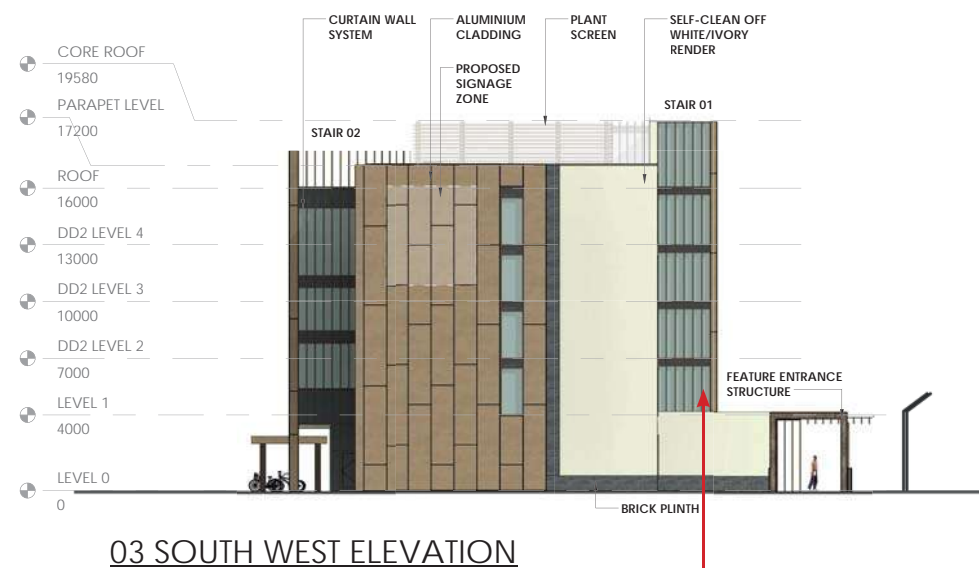 CURTAIN WALL
SYSTEM
ALUMINIUM
CLADDING
PLANT
SCREEN
SELF-CLEAN OFF
WHITE/IVORY
RENDER
PROPOSED
SIGNAGE
ZONE
CORE ROOF
19580
PARAPET LEVEL
17200
STAIR 02
STAIR 01
ROOF
16000
DD2 LEVEL 4
13000
DD2 LEVEL 3
10000
DD2 LEVEL 2
7000
FEATURE ENTRANCE
STRUCTURE
LEVEL 1
4000
LEVEL 0
0
BRICK PLINTH
03 SOUTH WEST ELEVATION